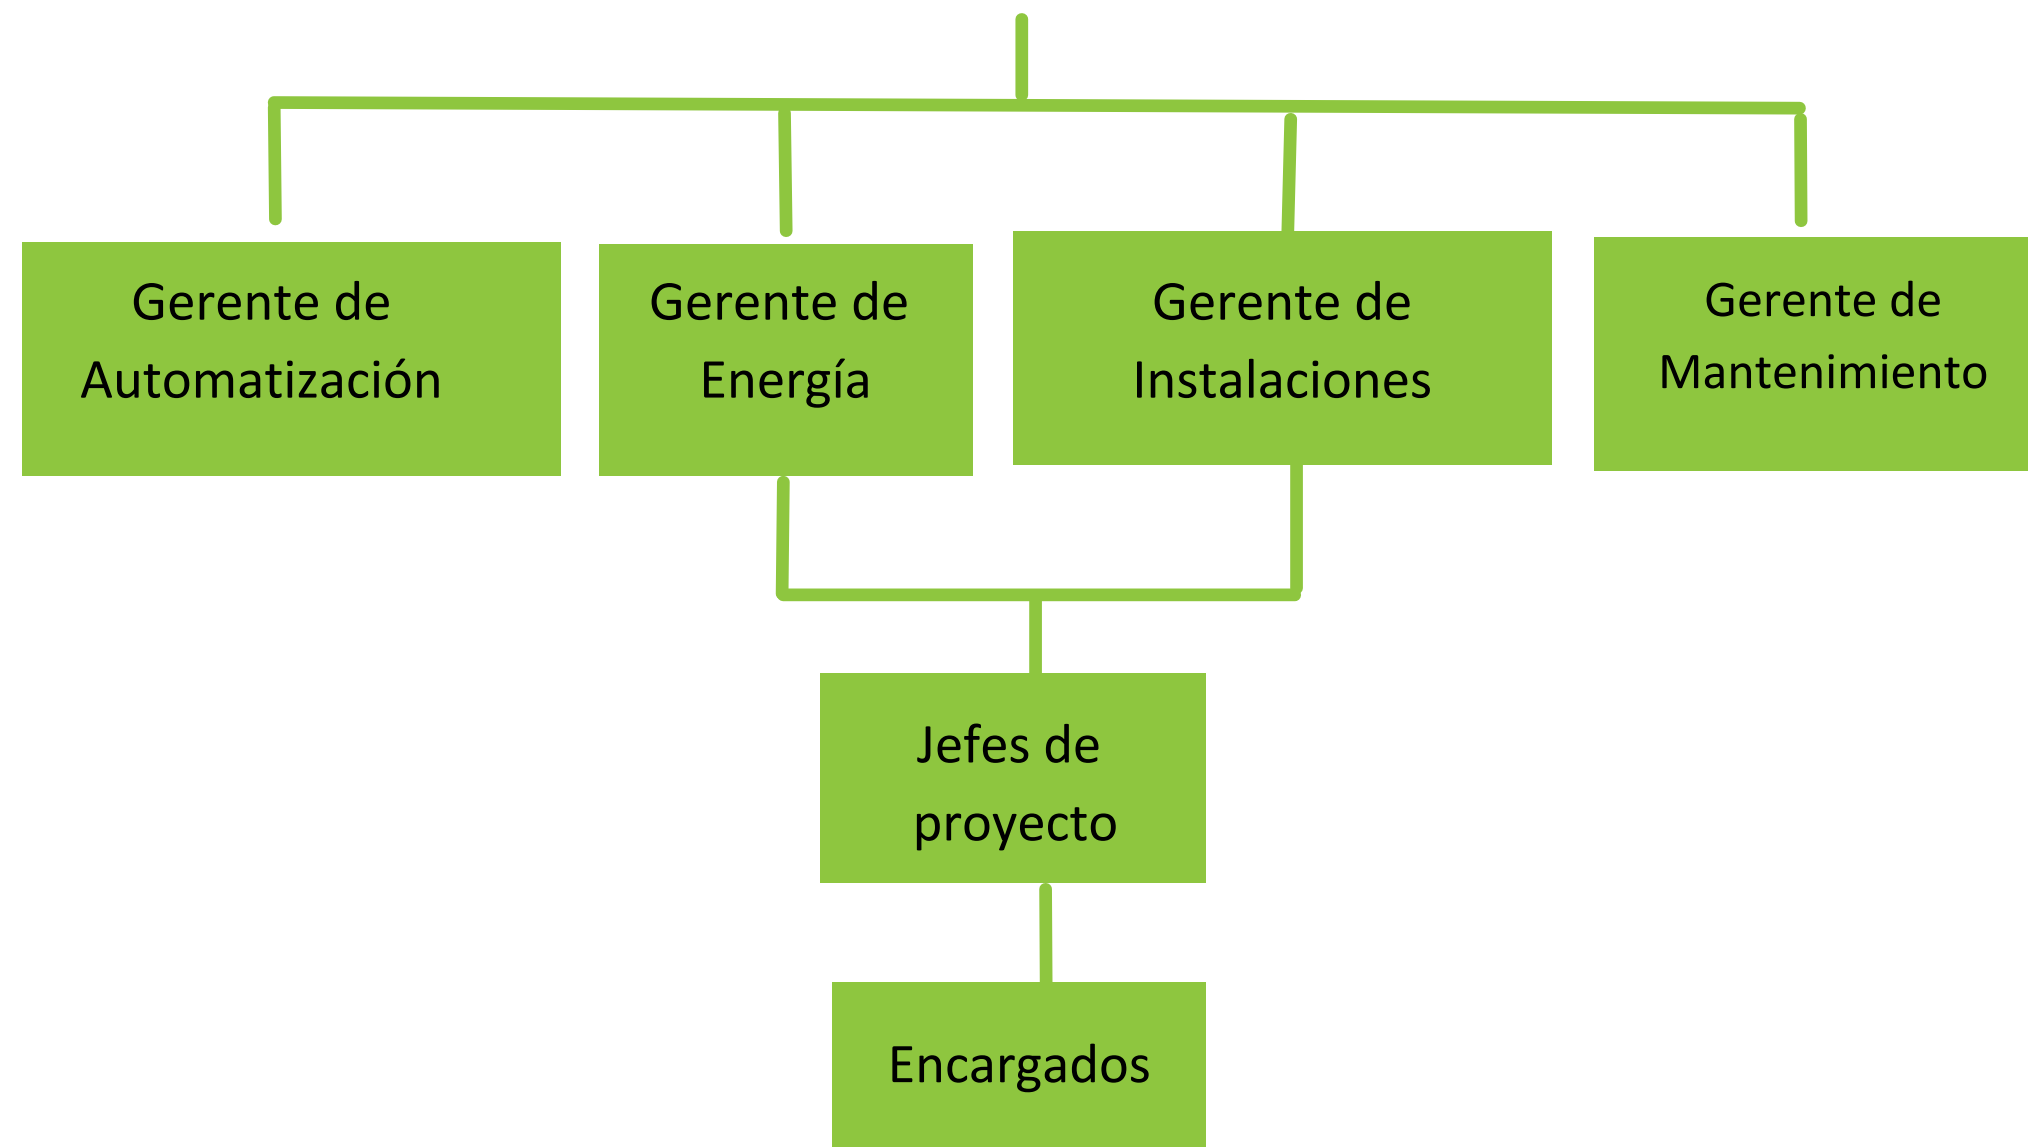 Gerente de
Automatización
Gerente de
Energía
Gerente de
Instalaciones
Gerente de
Mantenimiento
Jefes de
proyecto
Encargados